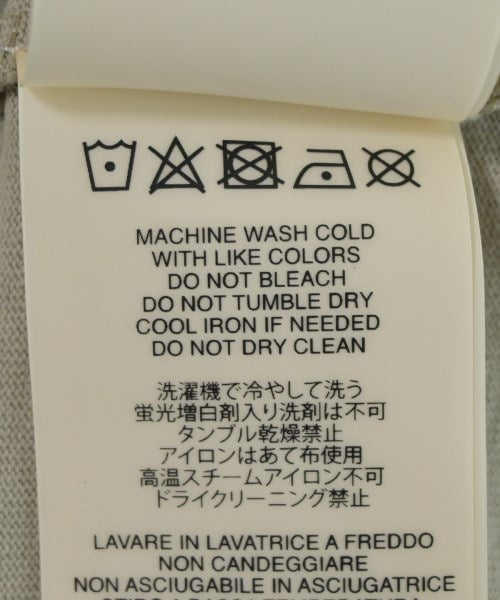 MACHINE WASH COLD
WITH LIKE COLORS
DO NOT BLEACH
DO NOT TUMBLE DRY
COOL IRON IF NEEDED
DO NOT DRY CLEAN
洗濯機で冷やして洗う
蛍光増白剤入り洗剤は不可
タンブル乾燥禁止
アイロンはあて布使用
高温スチームアイロン不可
ドライクリーニング禁止
LAVARE IN LAVATRICE A FREDDO
NON CANDEGGIARE
NON ASCIUGABILE IN ASCIUGATRICE